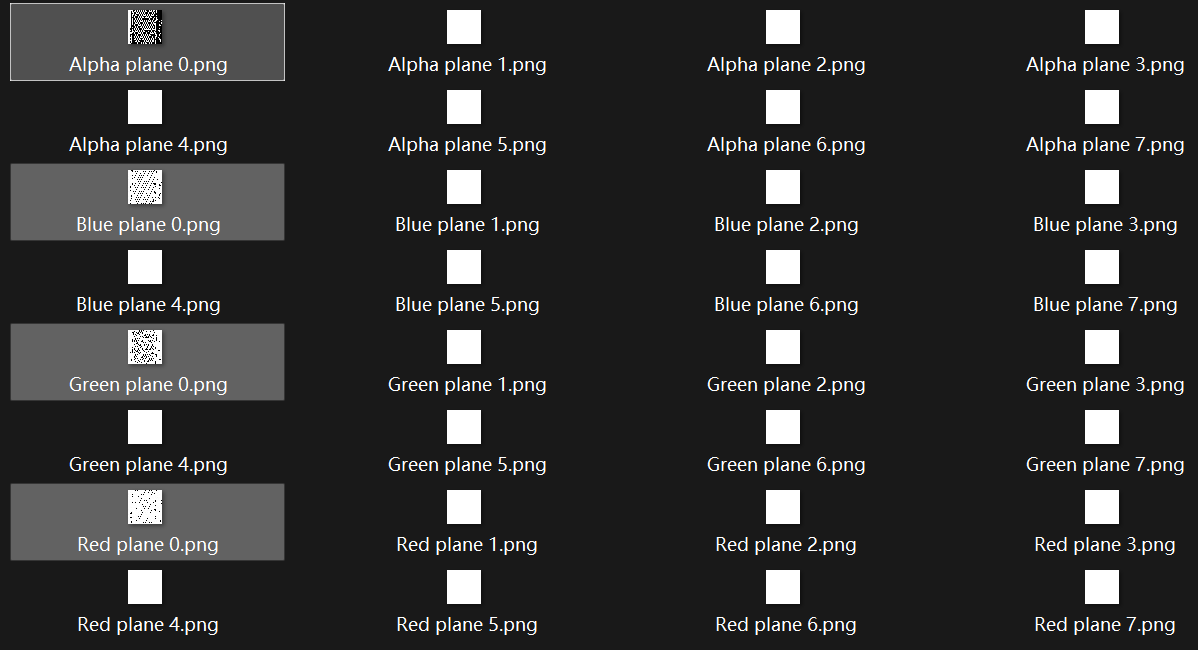 Alpha plane 0.png Alpha plane 1.png Alpha plane 2.png Alpha plane 3.png
Alpha plane 4.png Alpha plane 5.png Alpha plane 6.png Alpha plane 7.png
Blue plane 0.png Blue plane 1.png Blue plane 2.png Blue plane 3.png
Blue plane 4.png Blue plane 5.png Blue plane 6.png Blue plane 7.png
Green plane 0.png Green plane 1.png Green plane 2.png Green plane 3.png
Green plane 4.png Green plane 5.png Green plane 6.png Green plane 7.png
Red plane 0.png Red plane 1.png Red plane 2.png Red plane 3.png
Red plane 4.png Red plane 5.png Red plane 6.png Red plane 7.png